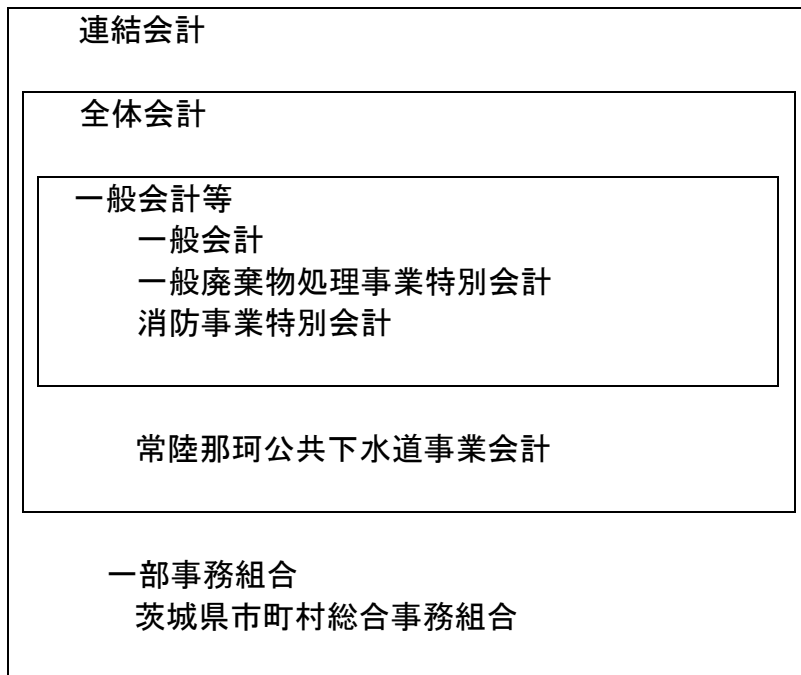 連結会計
全体会計
一般会計等
一般会計
一般廃棄物処理事業特別会計
消防事業特別会計
常陸那珂公共下水道事業会計
一部事務組合
茨城県市町村総合事務組合